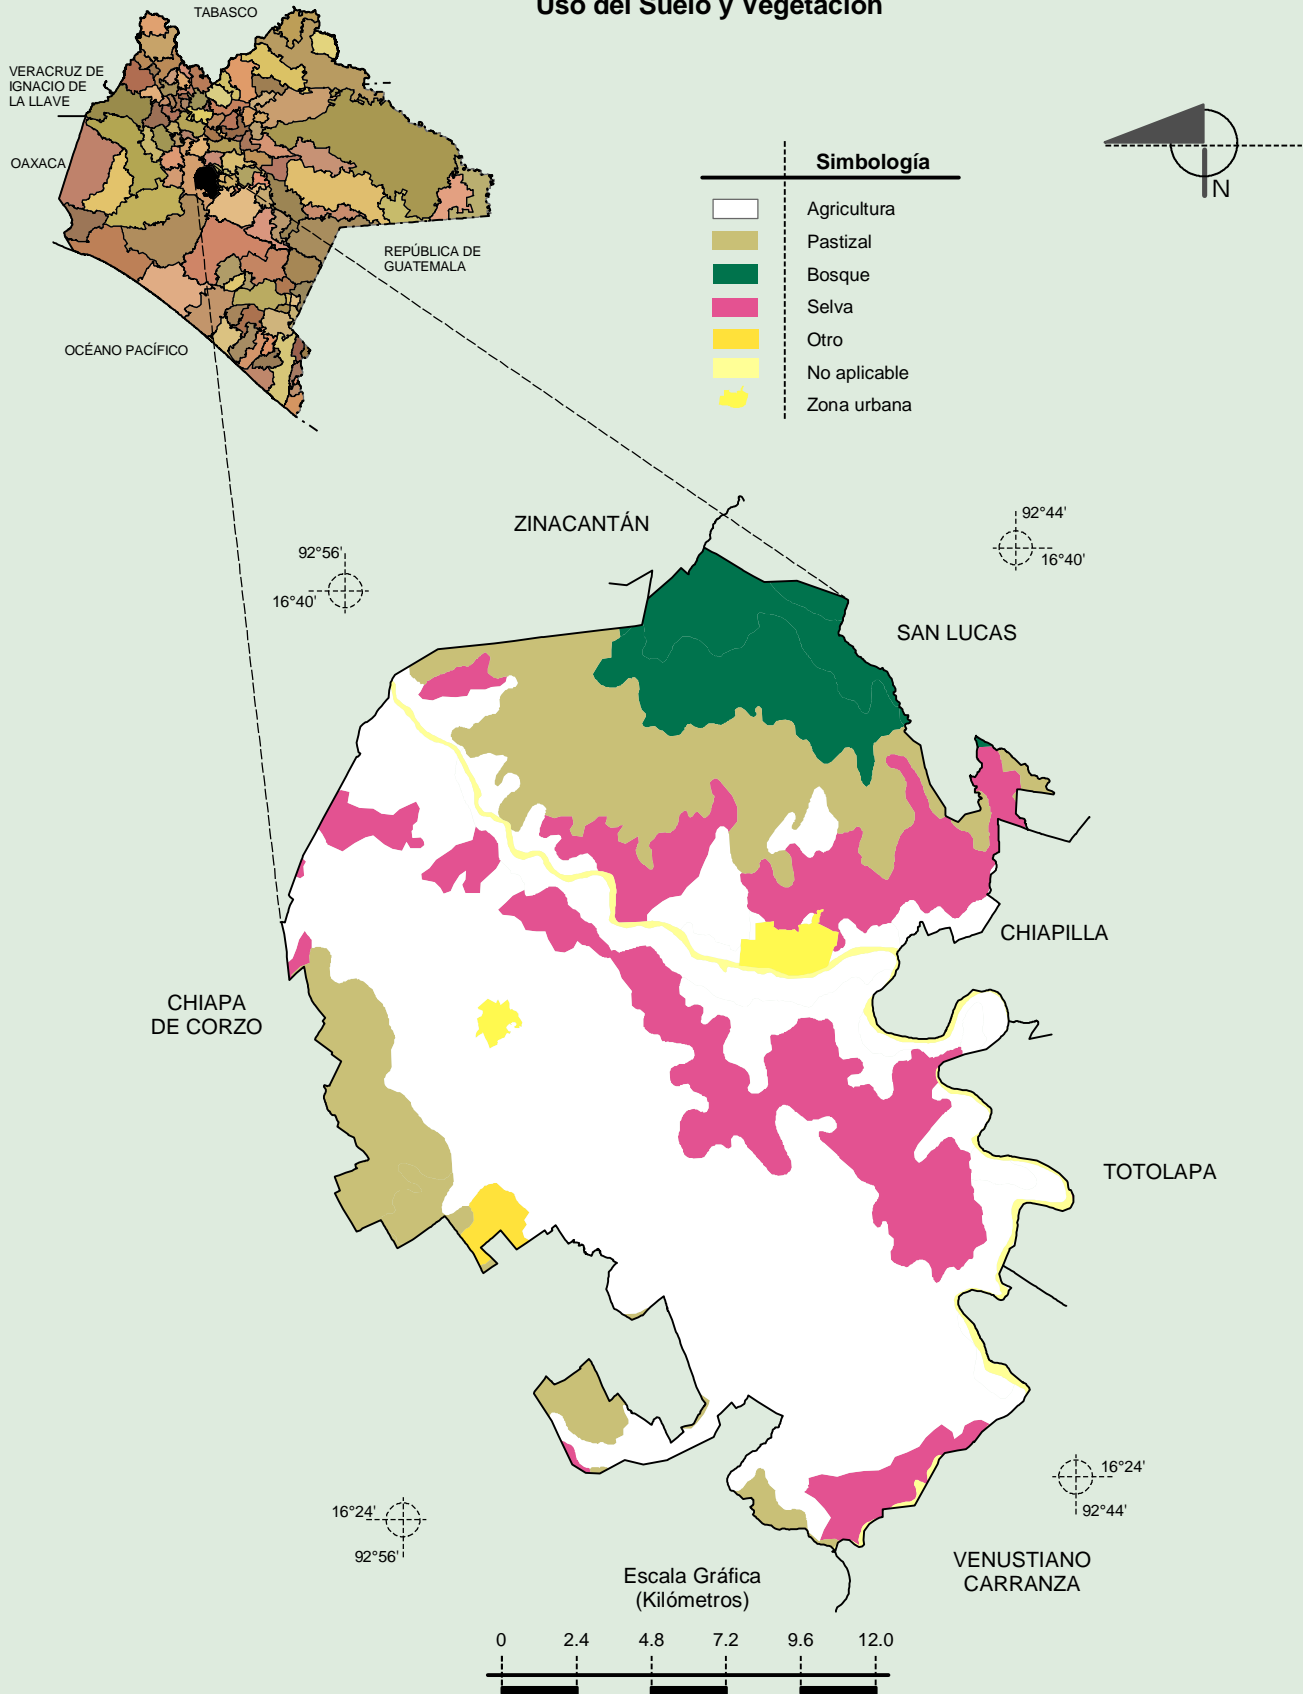 Uso del Suelo y Vegetación
TABASCO
VERACRUZ DE
IGNACIO DE
LA LLAVE
OAXACA
REPÚBLICA DE
GUATEMALA
OCÉANO PACÍFICO
N
Simbología
Agricultura
Pastizal
Bosque
Selva
Otro
No aplicable
Zona urbana
ZINACANTÁN
92°44'
16°40'
92°56'
16°40'
SAN LUCAS
CHIAPILLA
CHIAPA
DE CORZO
TOTOLAPA
16°24'
92°44'
16°24'
92°56'
VENUSTIANO
CARRANZA
Escala Gráfica
(Kilómetros)
0 2.4 4.8 7.2 9.6 12.0